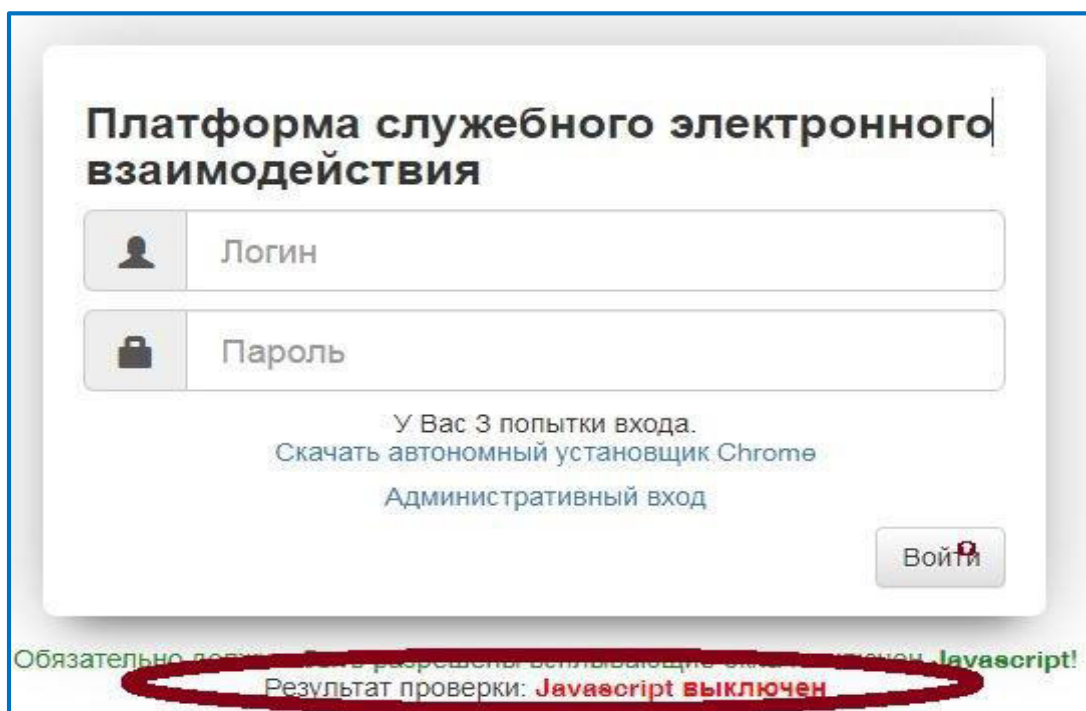 Платформа служебного электронного
взаимодействия
Логин
Пароль
У Вас 3 попытки входа.
Скачать автономный установщик Chrome
Административный вход
Войти
Обязательно разрешены Javascript!
Результат проверки: Javascript выключен